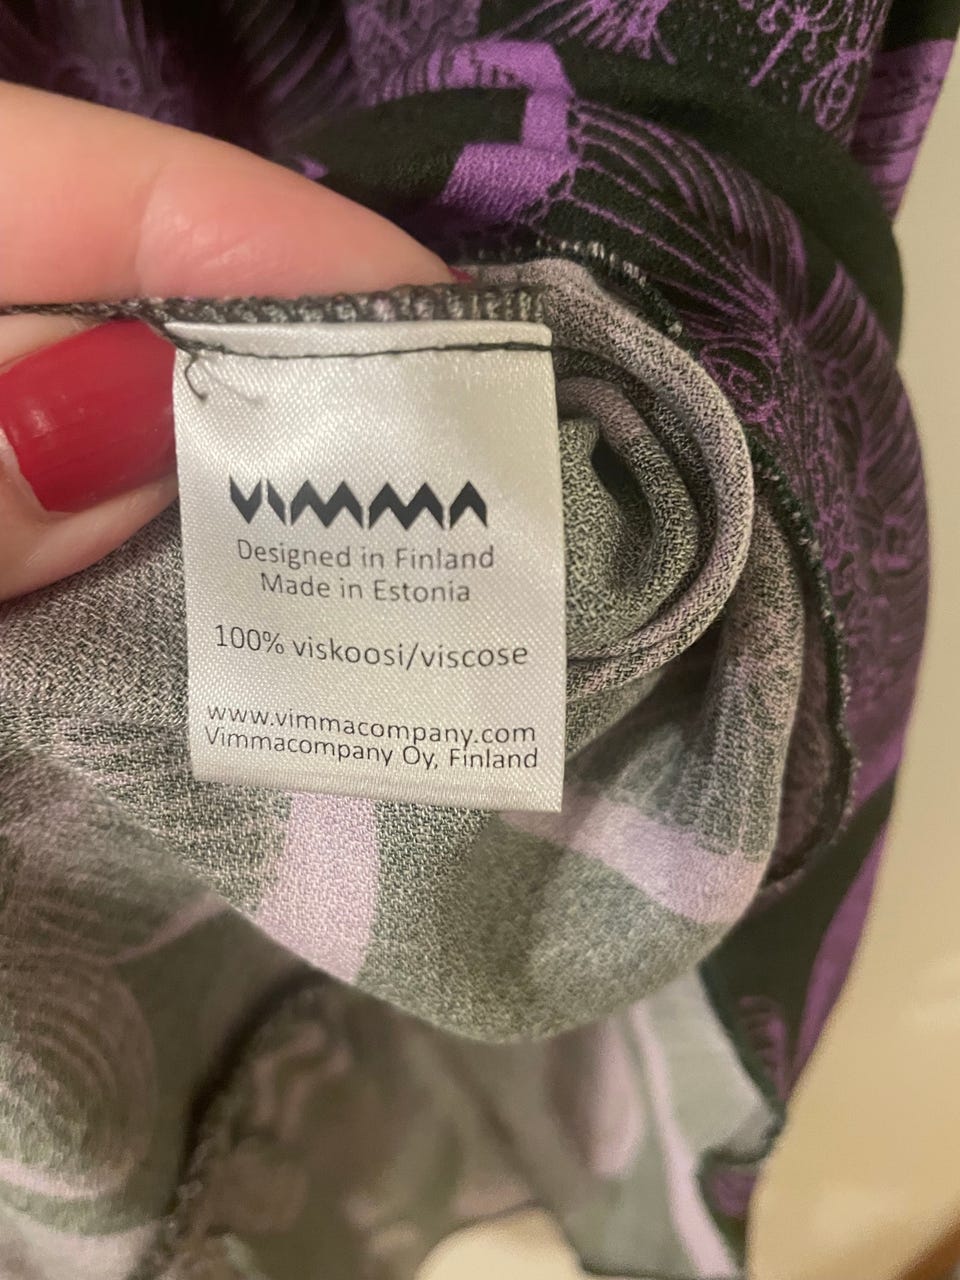 VIMMA
Designed in Finland
Made in Estonia
100% viskoosi/viscose
www.vimmacompany.com
Vimmacompany Oy, Finland